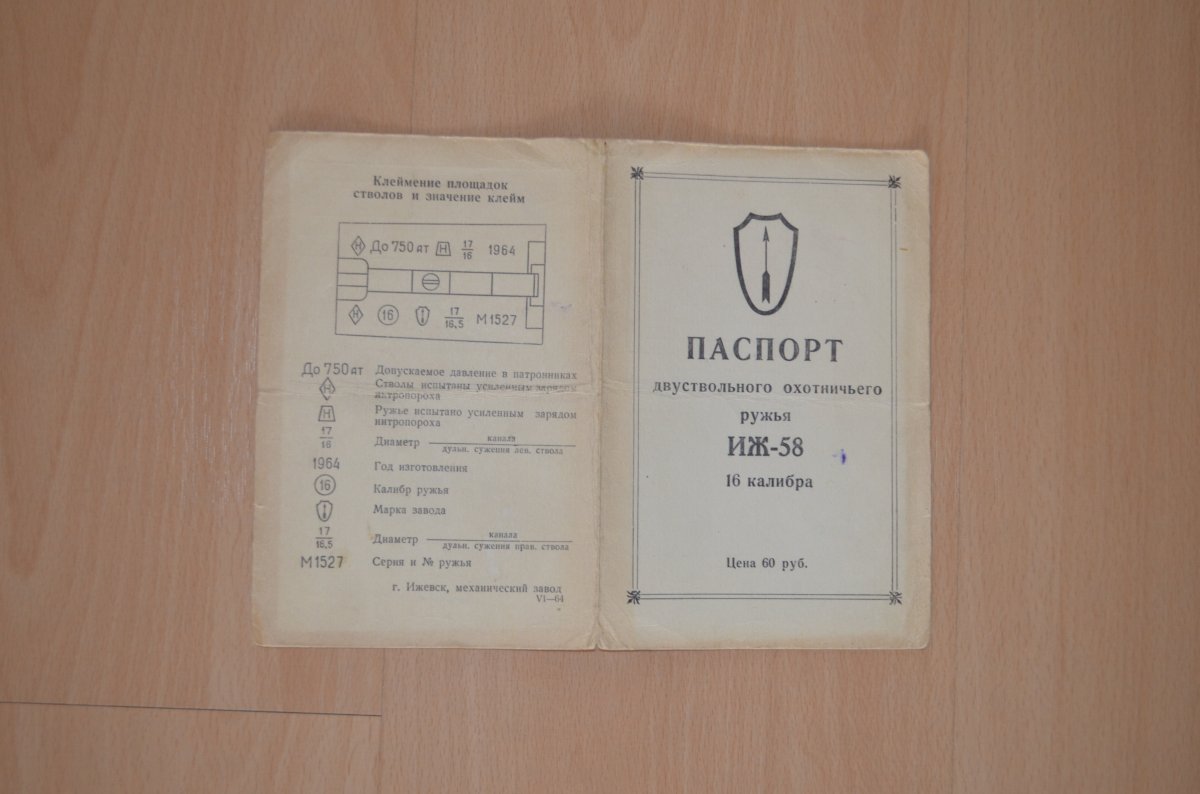 Клеймение площадок
стволов и значение клейм
Н До 750 ат Н 17/16 1964
Н 16 17/16,5 М1527
До 750 ат Допускаемое давление в патронниках
Н Стволы испытаны усиленным зарядом
нитропороха
Н Ружье испытано усиленным зарядом
нитропороха
17/16 Диаметр канала
дульн. сужения лев. ствола
1964 Год изготовления
16 Калибр ружья
Марка завода
17/16,5 Диаметр канала
дульн. сужения прав. ствола
М1527 Серия и № ружья
г. Ижевск, механический завод
VI—64
ПАСПОРТ
двуствольного охотничьего
ружья
ИЖ-58
16 калибра
Цена 60 руб.